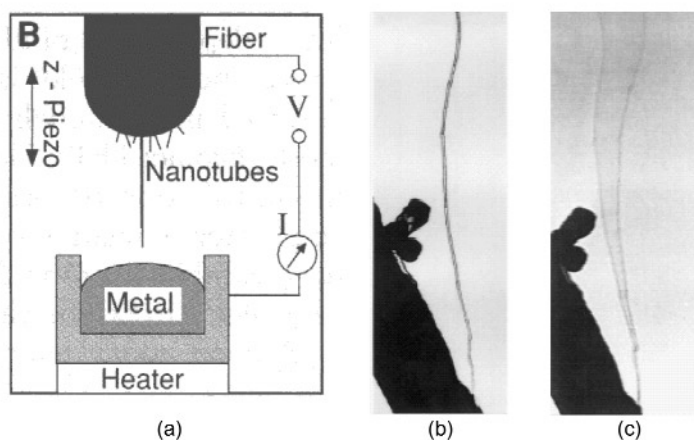 B
Fiber
z - Piezo
V
Nanotubes
I
Metal
Heater
(a)
(b)
(c)